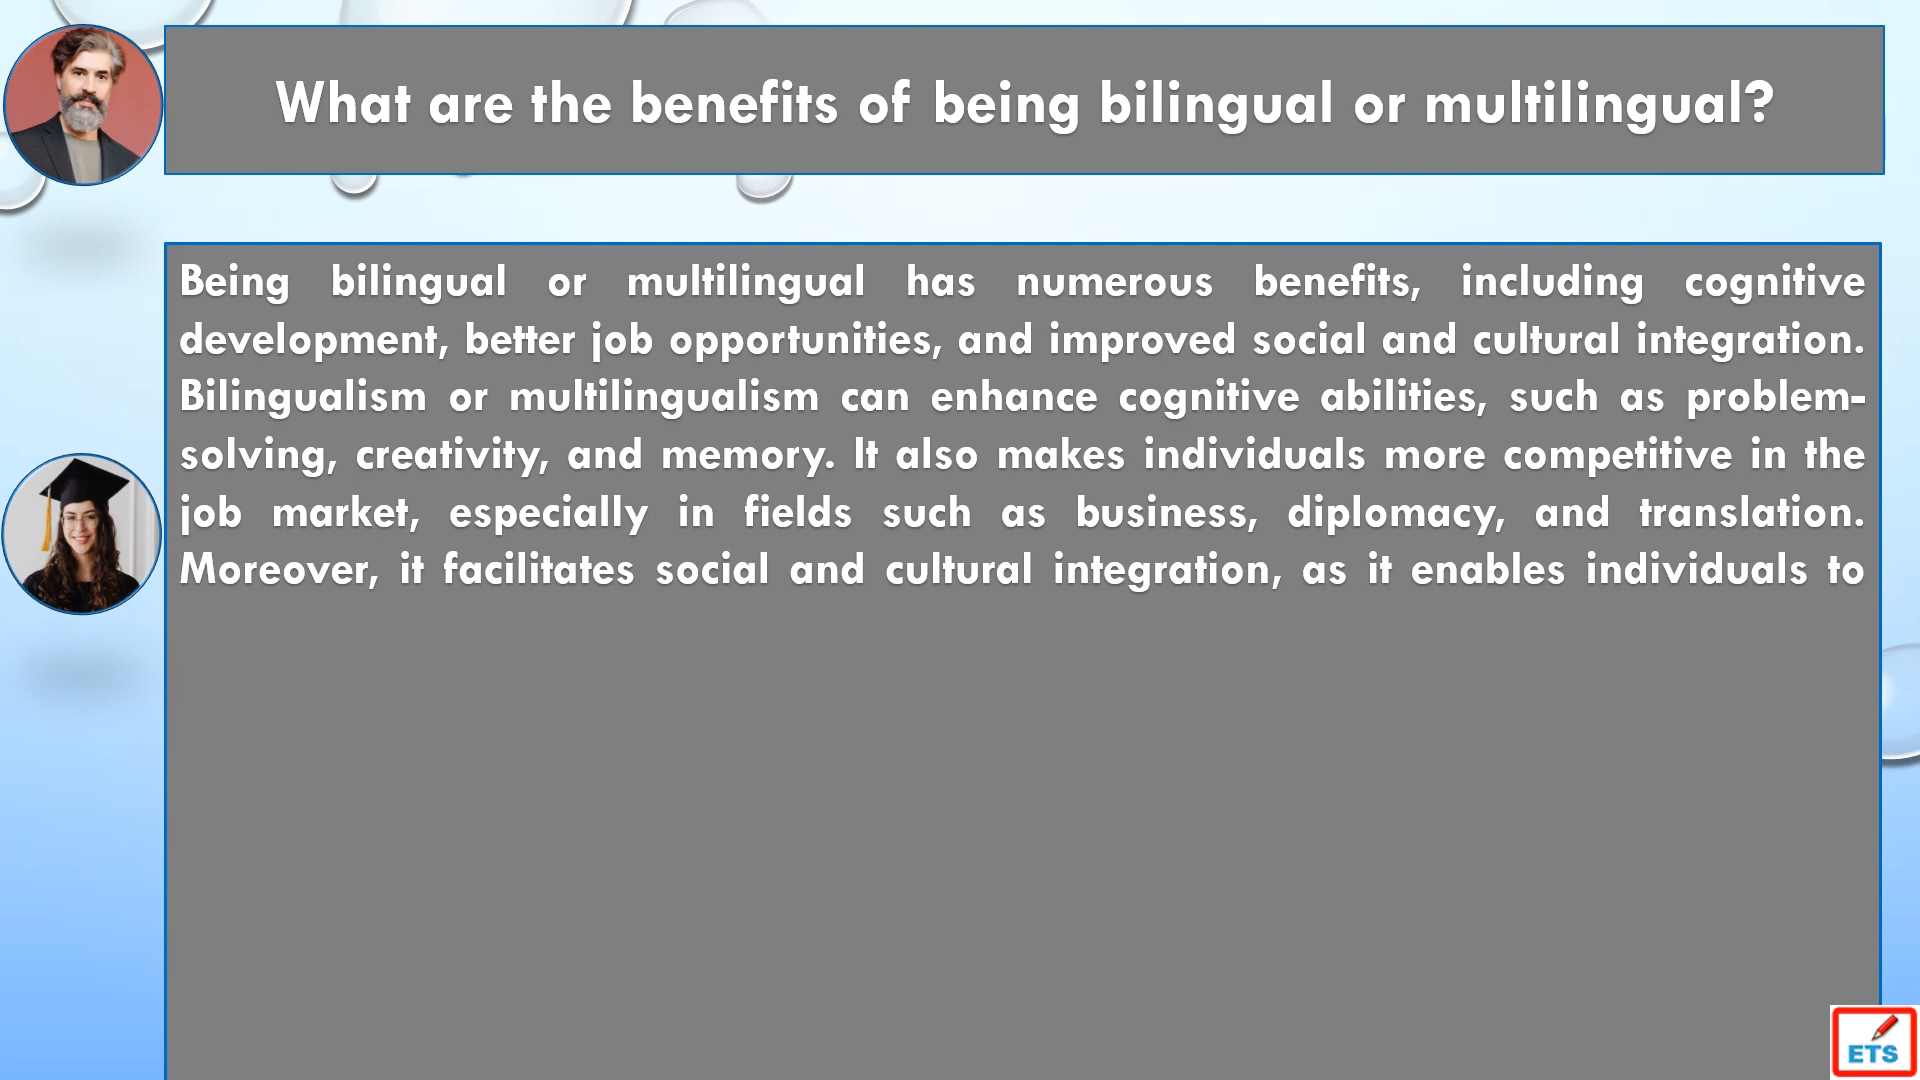 What are the benefits of being bilingual or multilingual?
Being bilingual or multilingual has numerous benefits, including cognitive
development, better job opportunities, and improved social and cultural integration.
Bilingualism or multilingualism can enhance cognitive abilities, such as problem-
solving, creativity, and memory. It also makes individuals more competitive in the
job market, especially in fields such as business, diplomacy, and translation.
Moreover, it facilitates social and cultural integration, as it enables individuals to
ETS